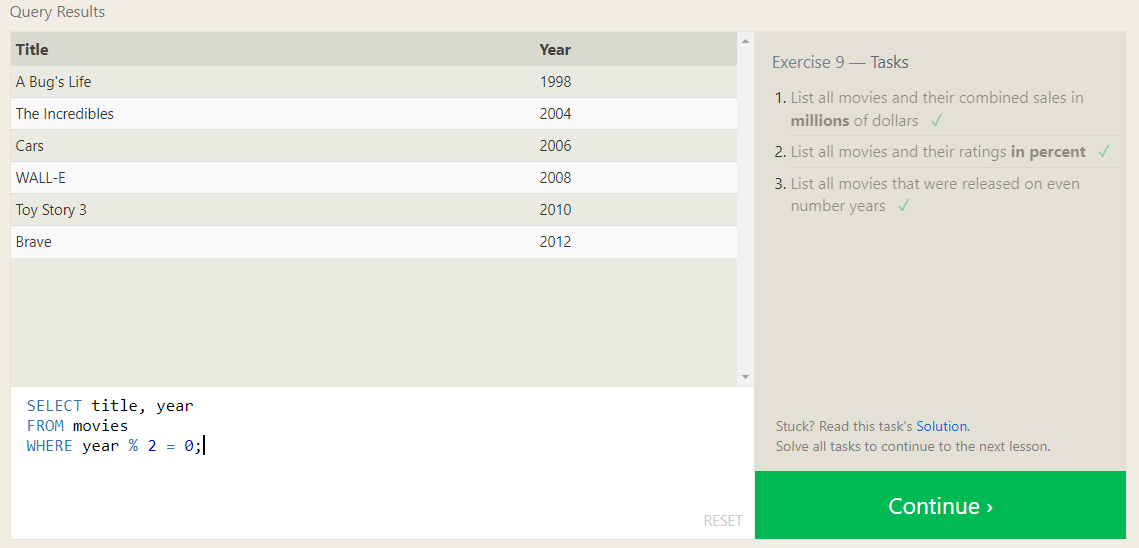 Query Results
Title Year
A Bug's Life 1998
The Incredibles 2004
Cars 2006
WALL-E 2008
Toy Story 3 2010
Brave 2012
SELECT title, year
FROM movies
WHERE year % 2 = 0;
RESET
Exercise 9 — Tasks
1. List all movies and their combined sales in
millions of dollars ✓
2. List all movies and their ratings in percent ✓
3. List all movies that were released on even
number years ✓
Stuck? Read this task's Solution.
Solve all tasks to continue to the next lesson.
Continue ›